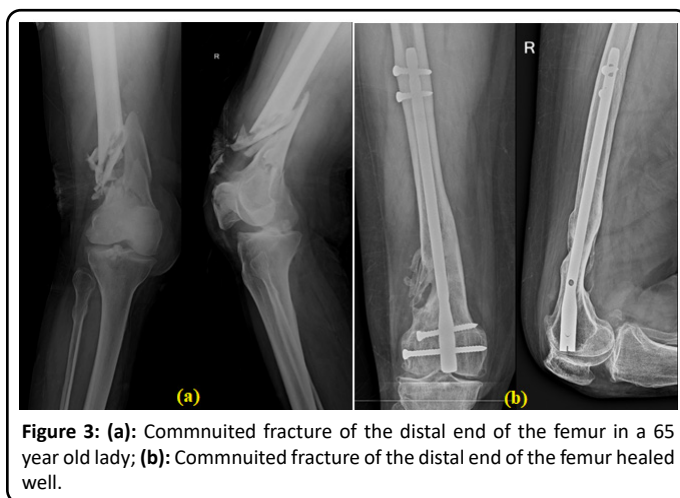 R
R
(a)
(b)
Figure 3: (a): Commnuited fracture of the distal end of the femur in a 65
year old lady; (b): Commnuited fracture of the distal end of the femur healed
well.